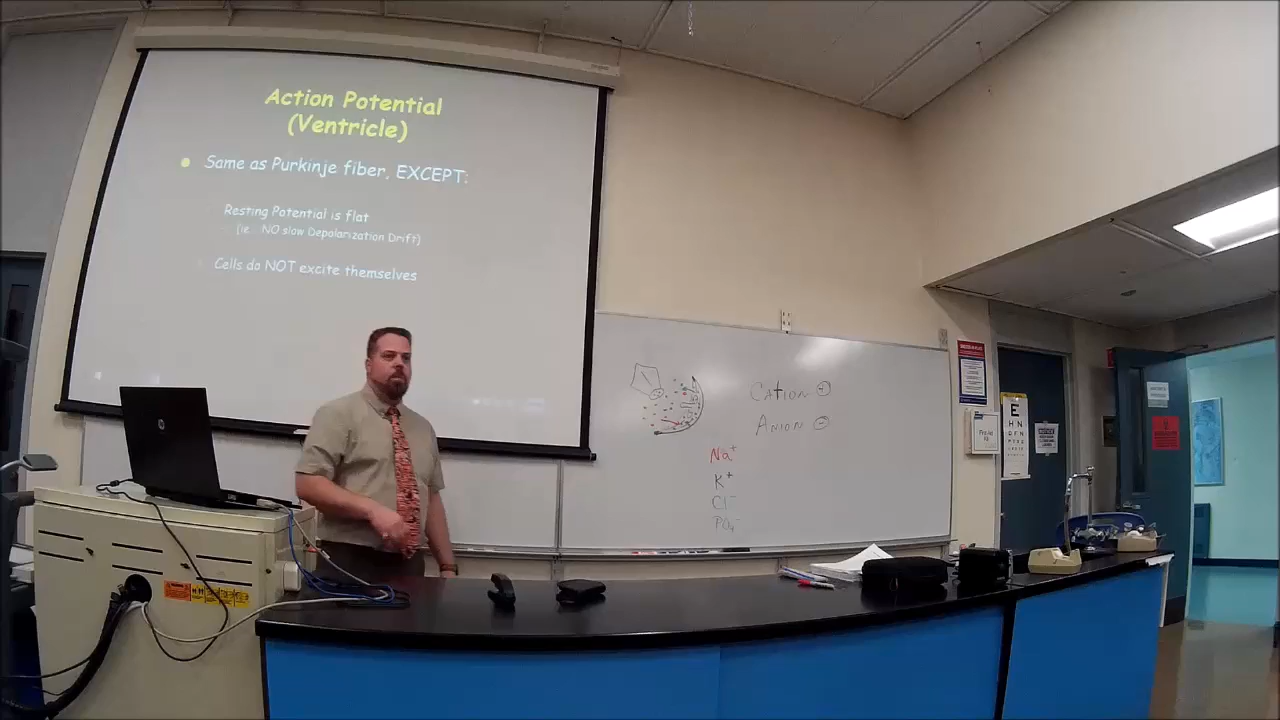 Action Potential
(Ventricle)
Same as Purkinje fiber, EXCEPT:
Resting Potential is flat
(ie. NO slow Depolarization Drift)
Cells do NOT excite themselves
CATION +
ANION -
Na+
K+
Cl-
PO4-
E
H N
D F N